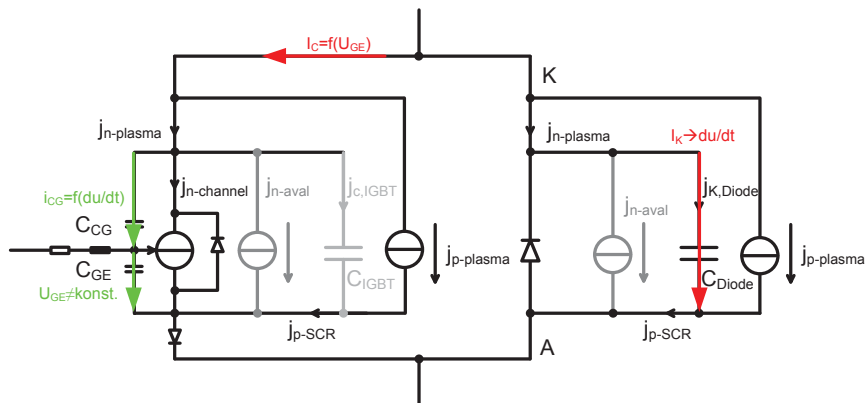 I_C=f(U_GE)
K
j_n-plasma
j_n-plasma
I_K→du/dt
i_CG=f(du/dt)
j_n-channel
j_n-aval
j_c,IGBT
j_K,Diode
j_n-aval
C_CG
C_GE
C_IGBT
j_p-plasma
C_Diode
j_p-plasma
U_GE≠konst.
j_p-SCR
j_p-SCR
A